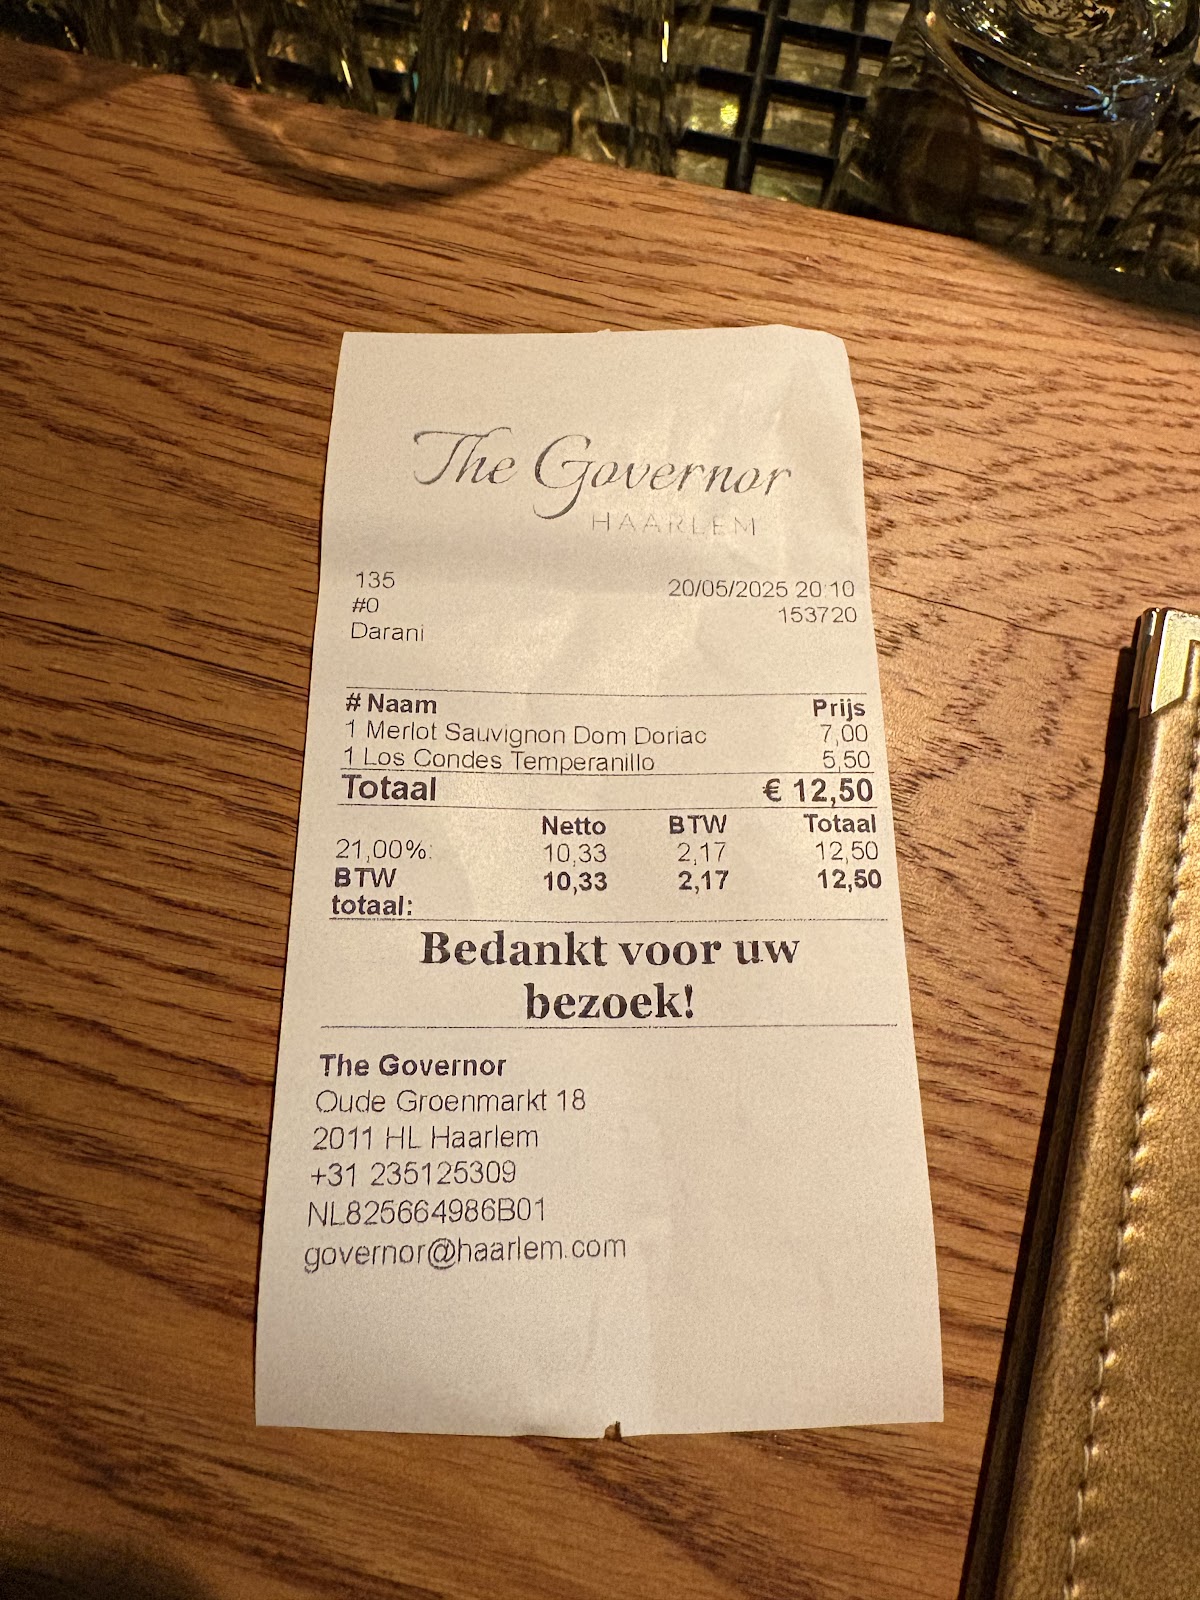 The Governor
HAARLEM
135 20/05/2025 20:10
#0 153720
Darani
# Naam Prijs
1 Merlot Sauvignon Dom Doriac 7,00
1 Los Condes Temperanillo 5,50
Totaal € 12,50
Netto BTW Totaal
21,00%: 10,33 2,17 12,50
BTW 10,33 2,17 12,50
totaal:
Bedankt voor uw
bezoek!
The Governor
Oude Groenmarkt 18
2011 HL Haarlem
+31 235125309
NL825664986B01
governor@haarlem.com